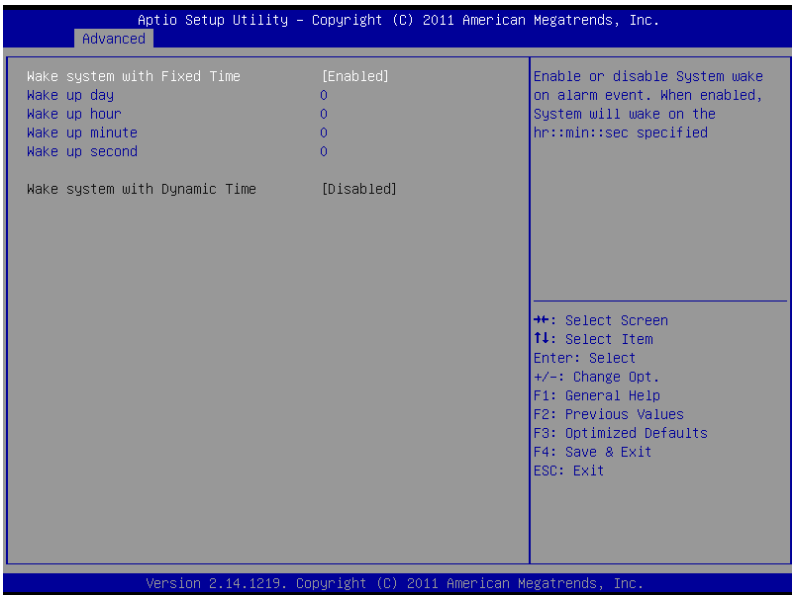 Aptio Setup Utility – Copyright (C) 2011 American Megatrends, Inc.
Advanced
Wake system with Fixed Time [Enabled]
Wake up day 0
Wake up hour 0
Wake up minute 0
Wake up second 0
Wake system with Dynamic Time [Disabled]
Enable or disable System wake
on alarm event. When enabled,
System will wake on the
hr::min::sec specified
→←: Select Screen
↑↓: Select Item
Enter: Select
+/-: Change Opt.
F1: General Help
F2: Previous Values
F3: Optimized Defaults
F4: Save & Exit
ESC: Exit
Version 2.14.1219. Copyright (C) 2011 American Megatrends, Inc.